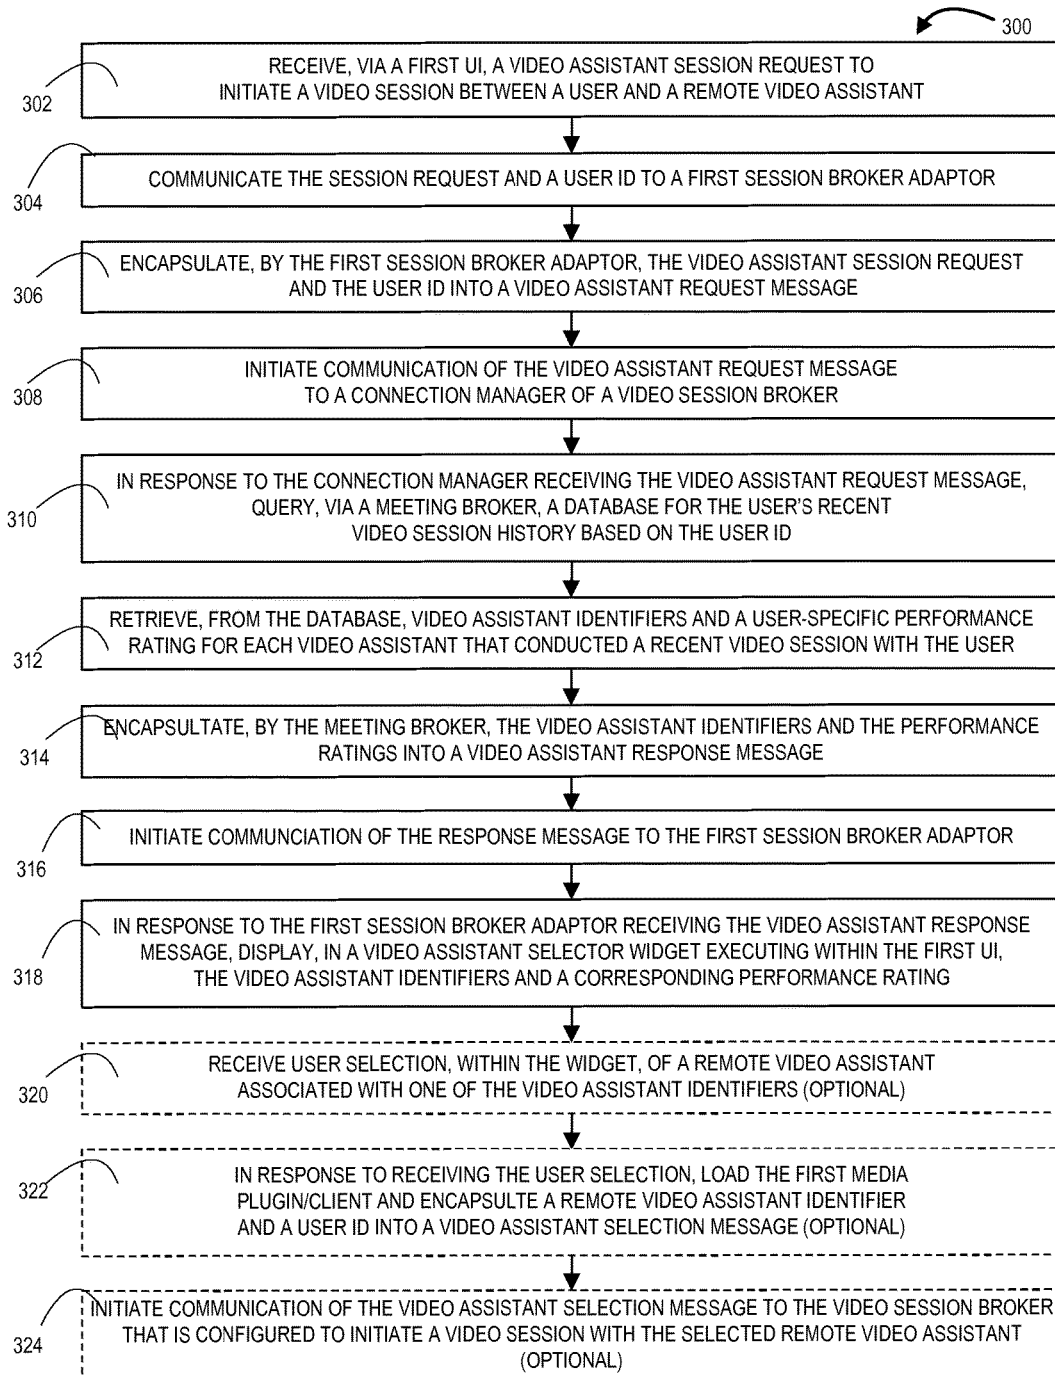 300
302
RECEIVE, VIA A FIRST UI, A VIDEO ASSISTANT SESSION REQUEST TO
INITIATE A VIDEO SESSION BETWEEN A USER AND A REMOTE VIDEO ASSISTANT
304
COMMUNICATE THE SESSION REQUEST AND A USER ID TO A FIRST SESSION BROKER ADAPTOR
306
ENCAPSULATE, BY THE FIRST SESSION BROKER ADAPTOR, THE VIDEO ASSISTANT SESSION REQUEST
AND THE USER ID INTO A VIDEO ASSISTANT REQUEST MESSAGE
308
INITIATE COMMUNICATION OF THE VIDEO ASSISTANT REQUEST MESSAGE
TO A CONNECTION MANAGER OF A VIDEO SESSION BROKER
310
IN RESPONSE TO THE CONNECTION MANAGER RECEIVING THE VIDEO ASSISTANT REQUEST MESSAGE,
QUERY, VIA A MEETING BROKER, A DATABASE FOR THE USER'S RECENT
VIDEO SESSION HISTORY BASED ON THE USER ID
312
RETRIEVE, FROM THE DATABASE, VIDEO ASSISTANT IDENTIFIERS AND A USER-SPECIFIC PERFORMANCE
RATING FOR EACH VIDEO ASSISTANT THAT CONDUCTED A RECENT VIDEO SESSION WITH THE USER
314
ENCAPSULTATE, BY THE MEETING BROKER, THE VIDEO ASSISTANT IDENTIFIERS AND THE PERFORMANCE
RATINGS INTO A VIDEO ASSISTANT RESPONSE MESSAGE
316
INITIATE COMMUNCIATION OF THE RESPONSE MESSAGE TO THE FIRST SESSION BROKER ADAPTOR
318
IN RESPONSE TO THE FIRST SESSION BROKER ADAPTOR RECEIVING THE VIDEO ASSISTANT RESPONSE
MESSAGE, DISPLAY, IN A VIDEO ASSISTANT SELECTOR WIDGET EXECUTING WITHIN THE FIRST UI,
THE VIDEO ASSISTANT IDENTIFIERS AND A CORRESPONDING PERFORMANCE RATING
320
RECEIVE USER SELECTION, WITHIN THE WIDGET, OF A REMOTE VIDEO ASSISTANT
ASSOCIATED WITH ONE OF THE VIDEO ASSISTANT IDENTIFIERS (OPTIONAL)
322
IN RESPONSE TO RECEIVING THE USER SELECTION, LOAD THE FIRST MEDIA
PLUGIN/CLIENT AND ENCAPSULTE A REMOTE VIDEO ASSISTANT IDENTIFIER
AND A USER ID INTO A VIDEO ASSISTANT SELECTION MESSAGE (OPTIONAL)
324
INITIATE COMMUNICATION OF THE VIDEO ASSISTANT SELECTION MESSAGE TO THE VIDEO SESSION BROKER
THAT IS CONFIGURED TO INITIATE A VIDEO SESSION WITH THE SELECTED REMOTE VIDEO ASSISTANT
(OPTIONAL)